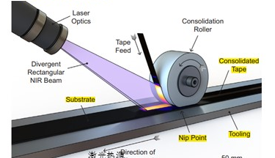 Laser
Optics
Tape
Feed
Consolidation
Roller
Divergent
Rectangular
NIR Beam
Consolidated
Tape
Substrate
Nip Point
Tooling
Direction of
50 mm